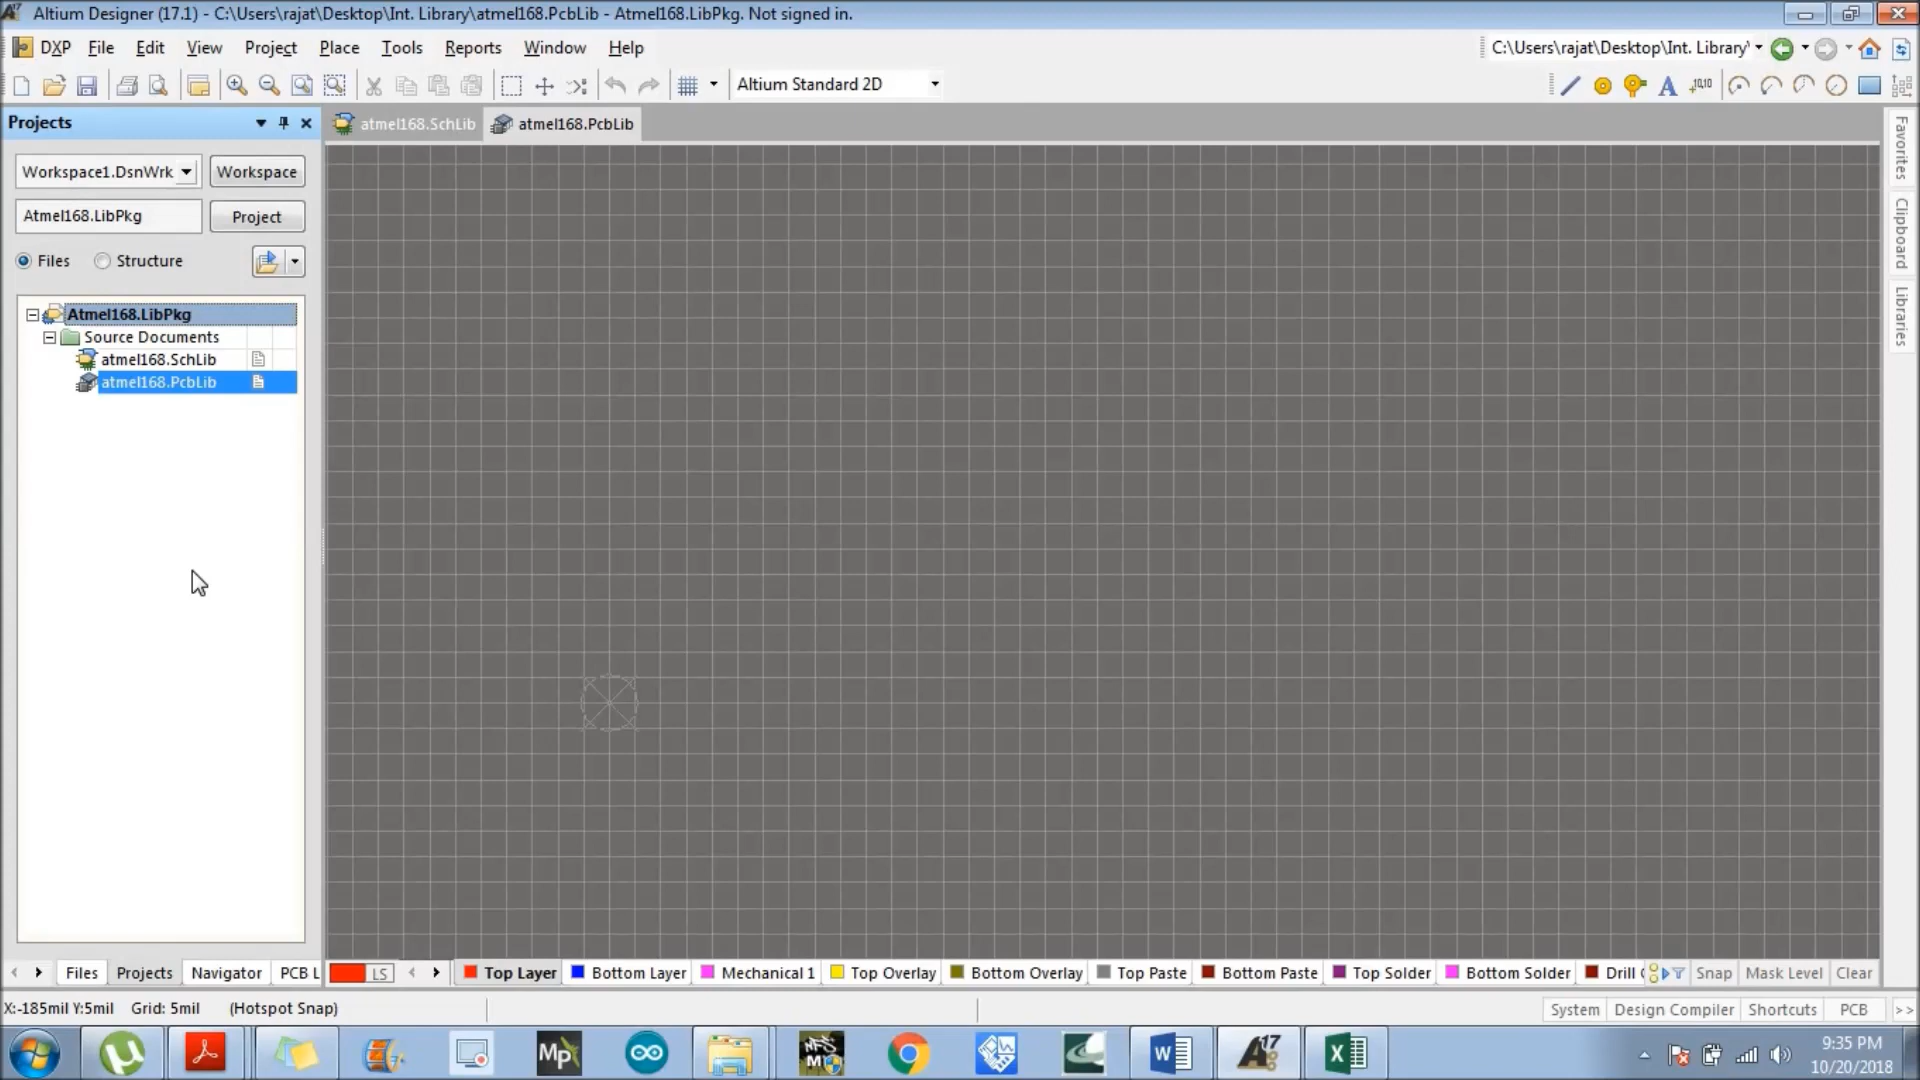 Altium Designer (17.1) - C:\Users\rajat\Desktop\Int. Library\atmel168.PcbLib - Atmel168.LibPkg. Not signed in.
DXP File Edit View Project Place Tools Reports Window Help
C:\Users\rajat\Desktop\Int. Library\
Altium Standard 2D
A
Projects
atmel168.SchLib
atmel168.PcbLib
Workspace1.DsnWrk
Workspace
Atmel168.LibPkg
Project
Files
Structure
Atmel168.LibPkg
Source Documents
atmel168.SchLib
atmel168.PcbLib
Favorites
Clipboard
Libraries
Files Projects Navigator PCB L
LS
Top Layer Bottom Layer Mechanical 1 Top Overlay Bottom Overlay Top Paste Bottom Paste Top Solder Bottom Solder Drill
Snap Mask Level Clear
X:-185mil Y:5mil Grid: 5mil (Hotspot Snap)
System Design Compiler Shortcuts PCB >>
9:35 PM
10/20/2018